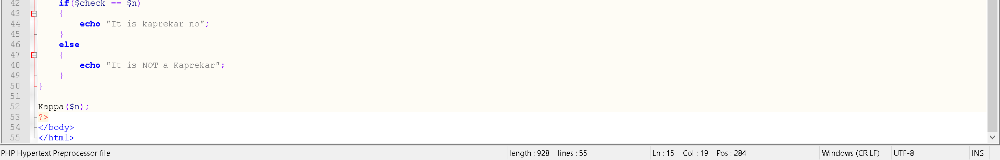 42 if($check == $n)
43 {
44 echo "It is kaprekar no";
45 }
46 else
47 {
48 echo "It is NOT a Kaprekar";
49 }
50 }
51
52 Kappa($n);
53 ?>
54 </body>
55 </html>
PHP Hypertext Preprocessor file length : 928 lines : 55 Ln : 15 Col : 19 Pos : 284 Windows (CR LF) UTF-8 INS